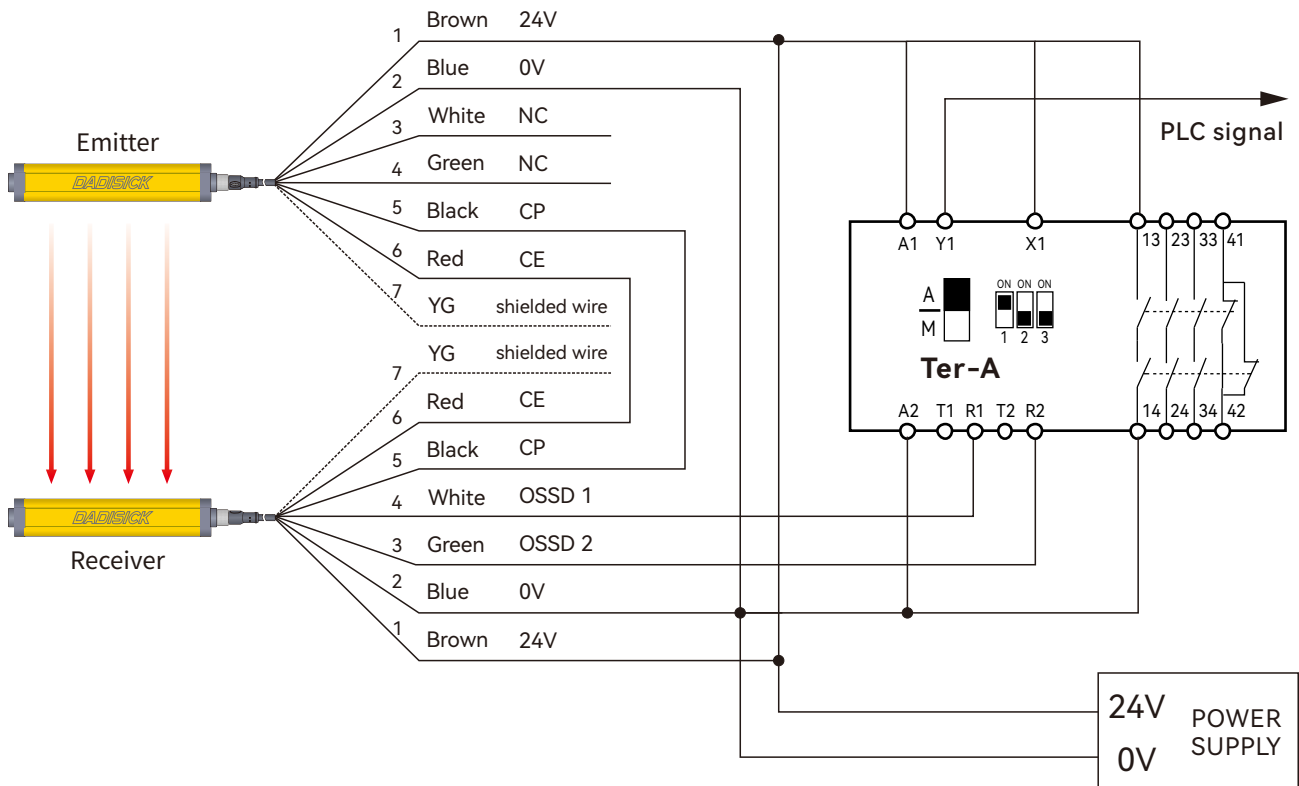 1 Brown 24V
2 Blue 0V
3 White NC
4 Green NC
5 Black CP
6 Red CE
7 YG shielded wire
Emitter
DADISICK
7 YG shielded wire
6 Red CE
5 Black CP
4 White OSSD 1
3 Green OSSD 2
2 Blue 0V
1 Brown 24V
DADISICK
Receiver
PLC signal
A1 Y1 X1 13 23 33 41
A
M
ON ON ON
1 2 3
Ter-A
A2 T1 R1 T2 R2 14 24 34 42
24V
0V
POWER
SUPPLY